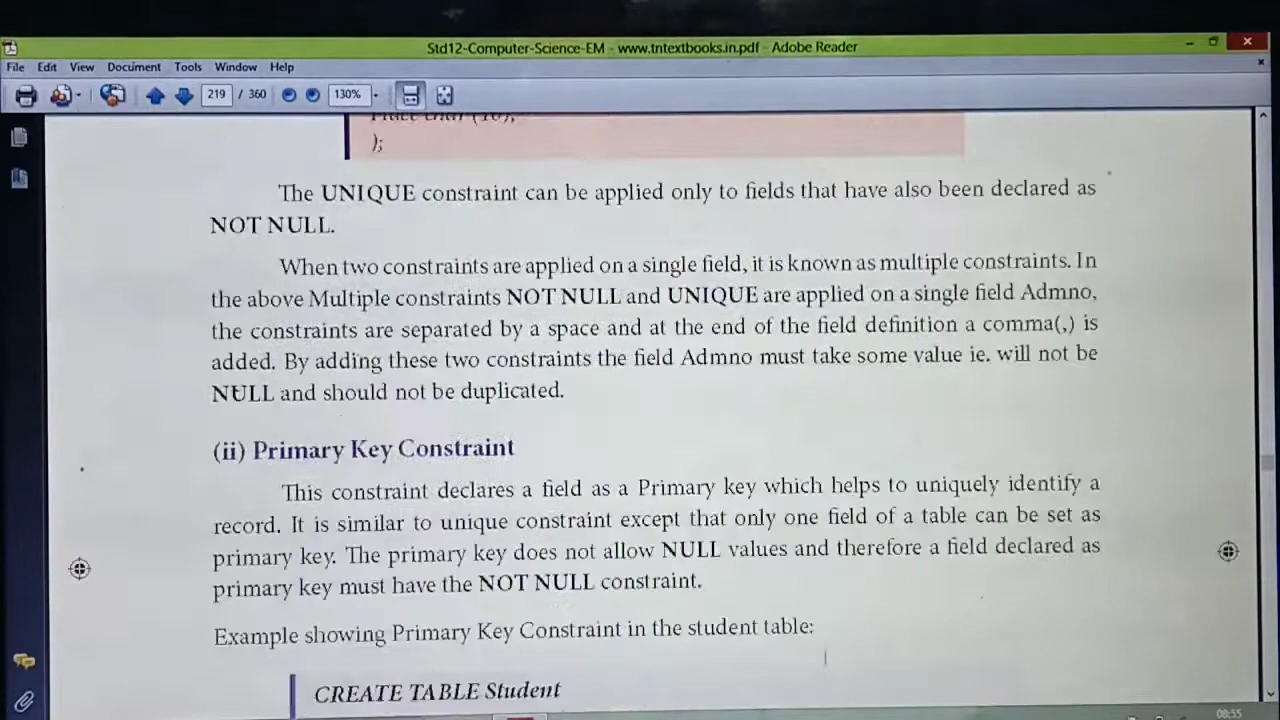 Std12-Computer-Science-EM - www.tntextbooks.in.pdf - Adobe Reader
File Edit View Document Tools Window Help
219 / 360 130%
Place char (10),
);
The UNIQUE constraint can be applied only to fields that have also been declared as
NOT NULL.
When two constraints are applied on a single field, it is known as multiple constraints. In
the above Multiple constraints NOT NULL and UNIQUE are applied on a single field Admno,
the constraints are separated by a space and at the end of the field definition a comma(,) is
added. By adding these two constraints the field Admno must take some value ie. will not be
NULL and should not be duplicated.
(ii) Primary Key Constraint
This constraint declares a field as a Primary key which helps to uniquely identify a
record. It is similar to unique constraint except that only one field of a table can be set as
primary key. The primary key does not allow NULL values and therefore a field declared as
primary key must have the NOT NULL constraint.
Example showing Primary Key Constraint in the student table:
CREATE TABLE Student
08:55